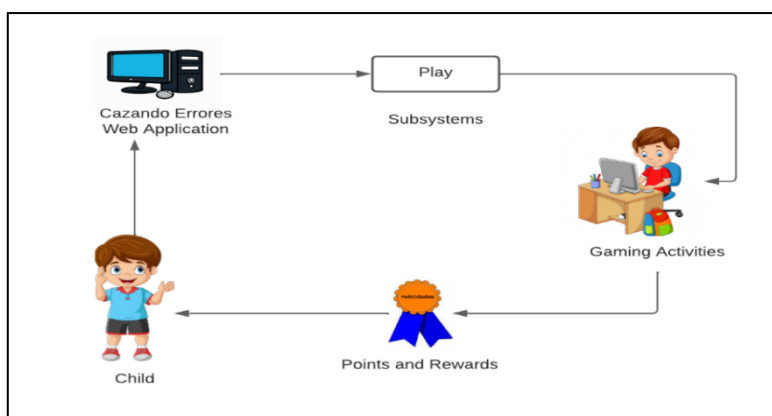 Play
Cazando Errores
Web Application
Subsystems
Gaming Activities
Felicidades
Points and Rewards
Child